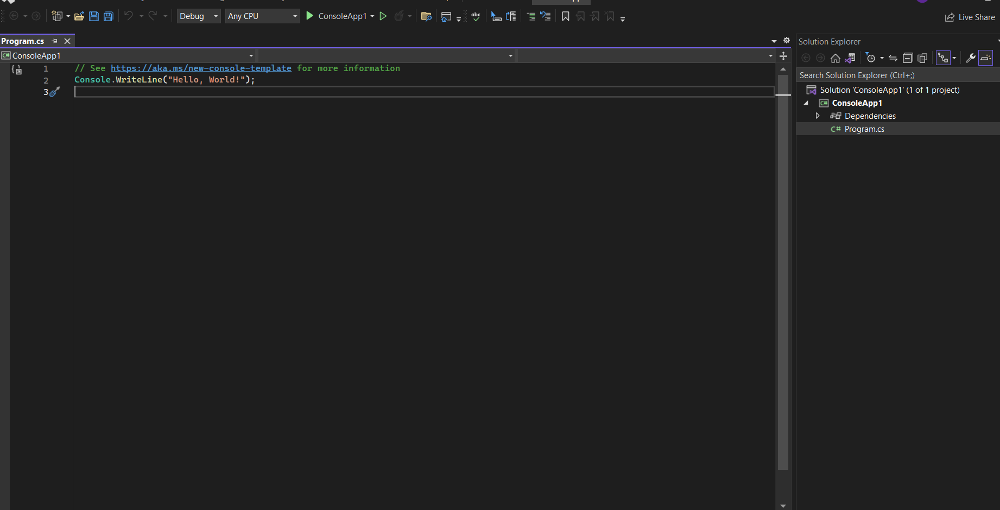 Debug
Any CPU
ConsoleApp1
Live Share
Program.cs
Solution Explorer
C# ConsoleApp1
Search Solution Explorer (Ctrl+;)
1 // See https://aka.ms/new-console-template for more information
2 Console.WriteLine("Hello, World!");
3
abc
Solution 'ConsoleApp1' (1 of 1 project)
C# ConsoleApp1
Dependencies
C# Program.cs